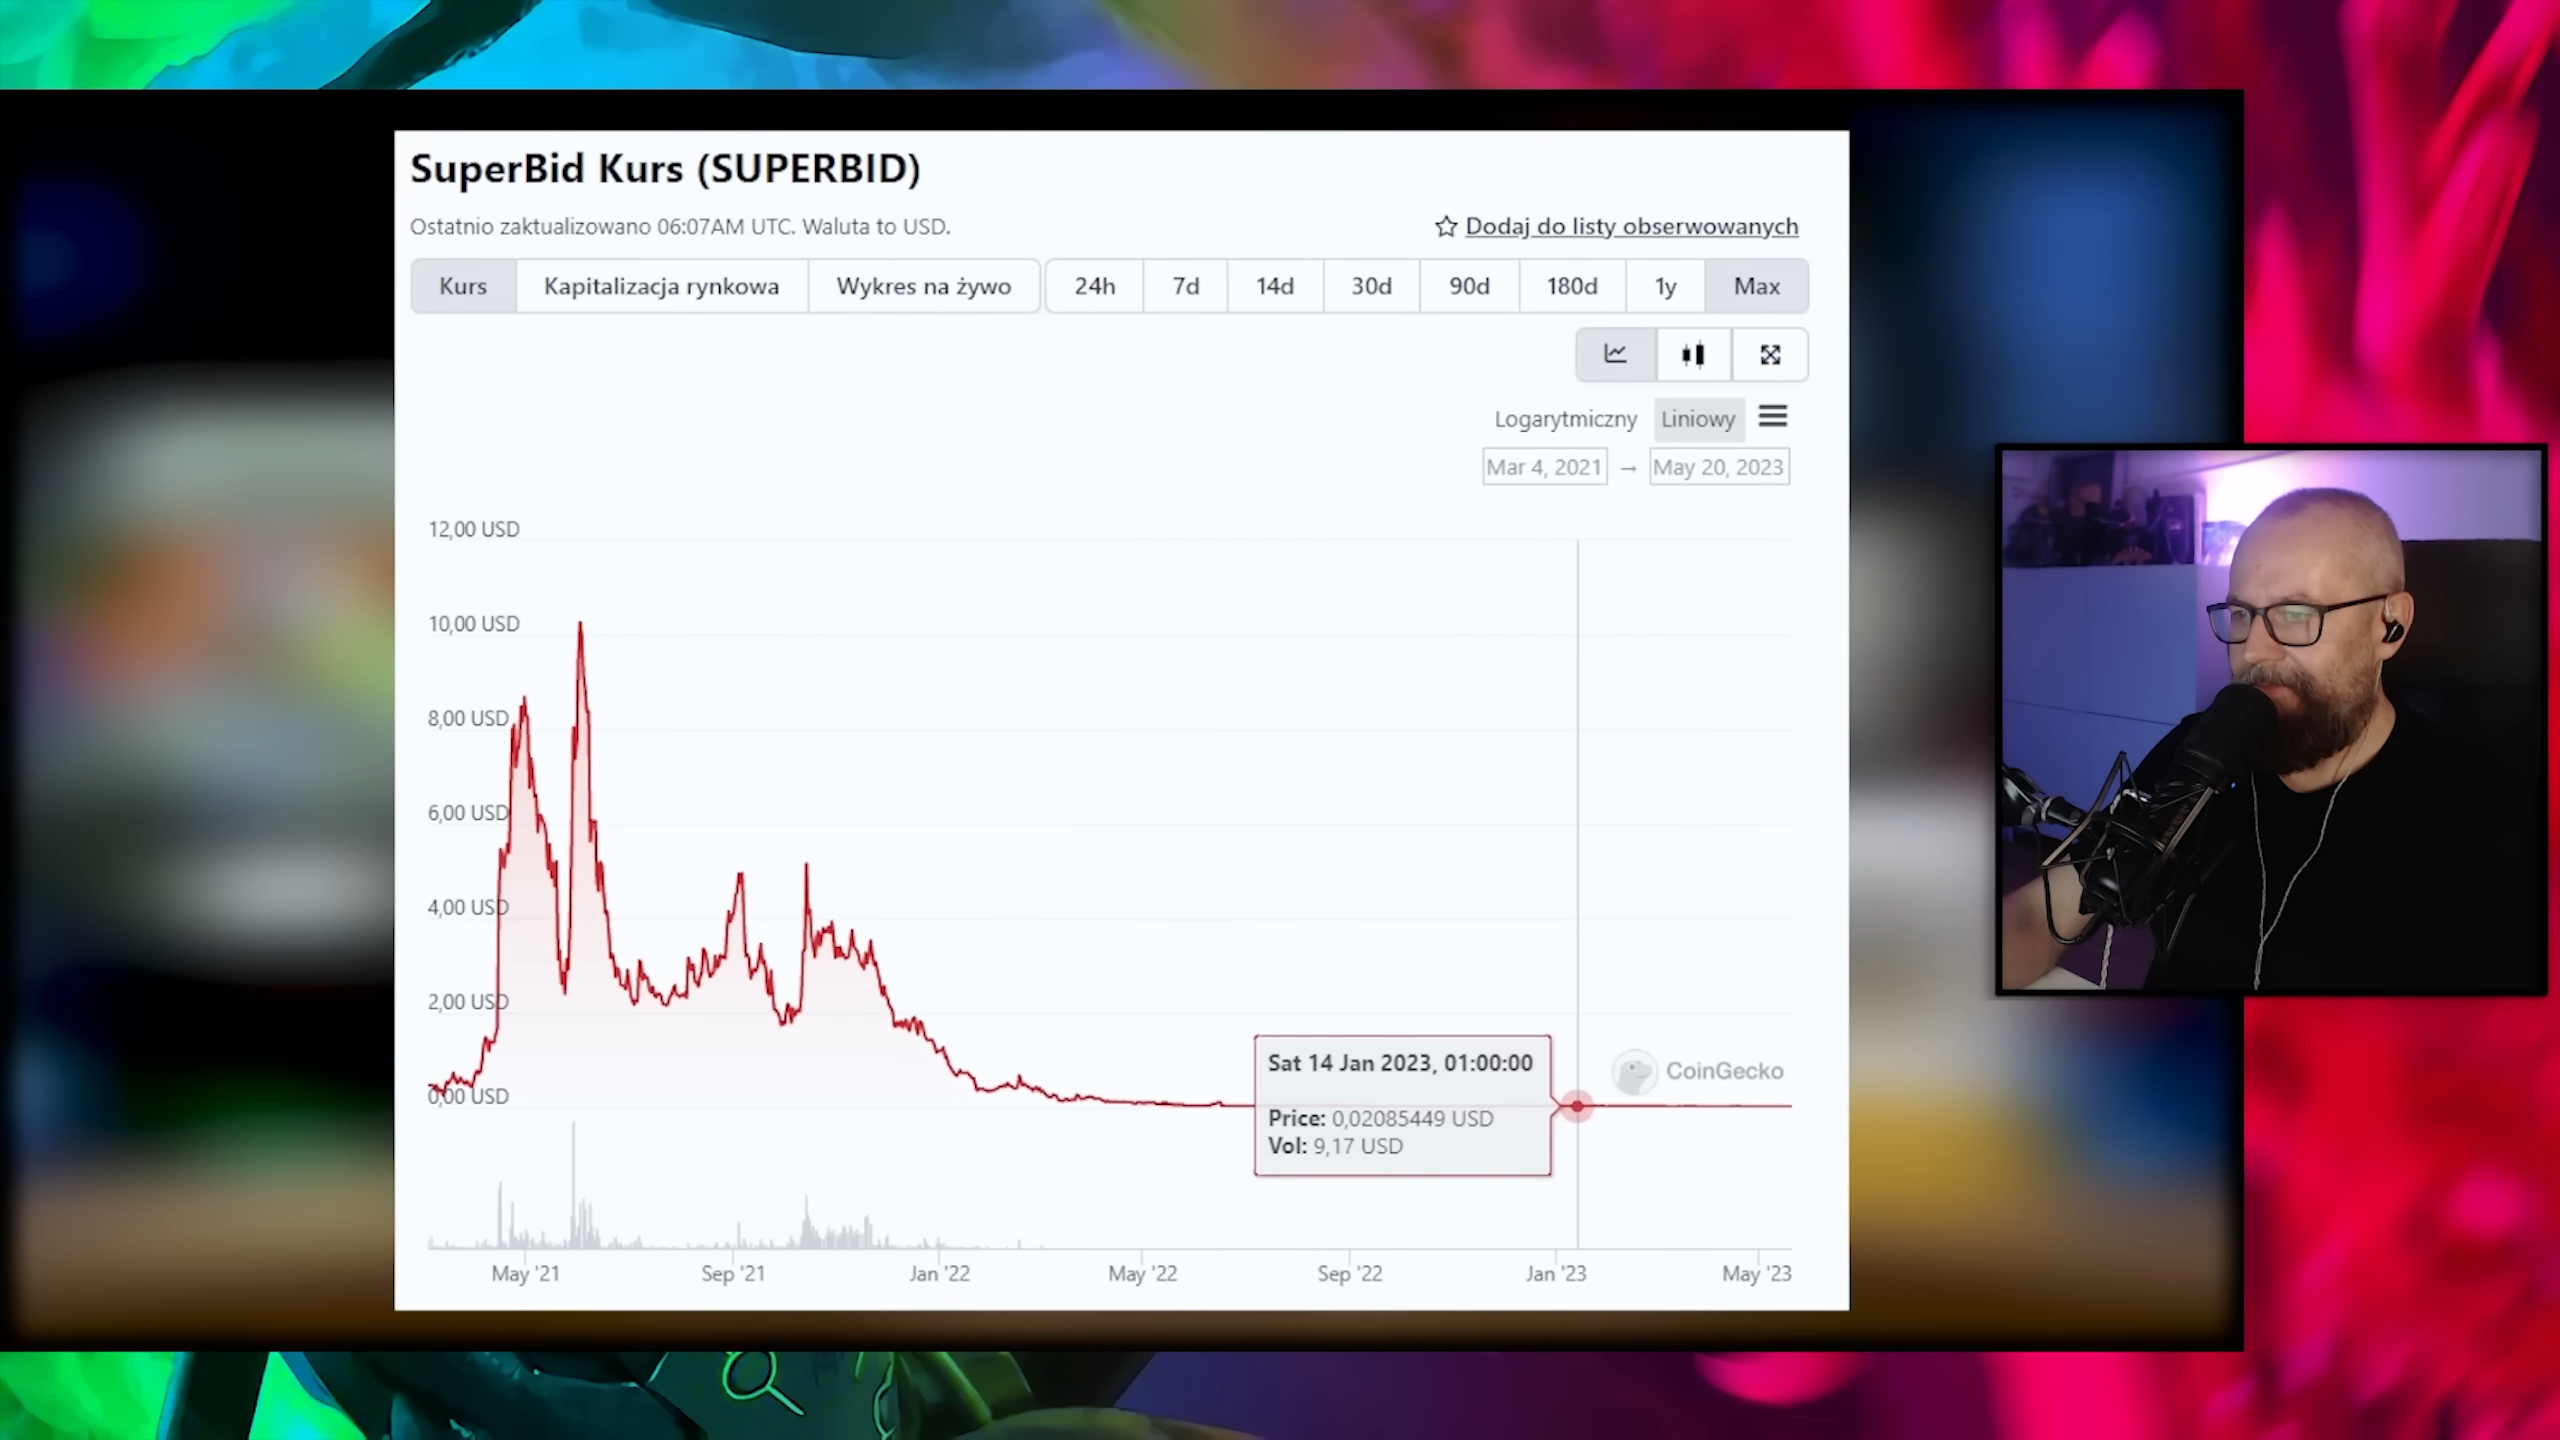 SuperBid Kurs (SUPERBID)
Ostatnio zaktualizowano 06:07AM UTC. Waluta to USD.
Dodaj do listy obserwowanych
Kurs Kapitalizacja rynkowa Wykres na żywo 24h 7d 14d 30d 90d 180d 1y Max
Logarytmiczny Liniowy
Mar 4, 2021 → May 20, 2023
12,00 USD
10,00 USD
8,00 USD
6,00 USD
4,00 USD
2,00 USD
0,00 USD
Sat 14 Jan 2023, 01:00:00
Price: 0,02085449 USD
Vol: 9,17 USD
CoinGecko
May '21 Sep '21 Jan '22 May '22 Sep '22 Jan '23 May '23